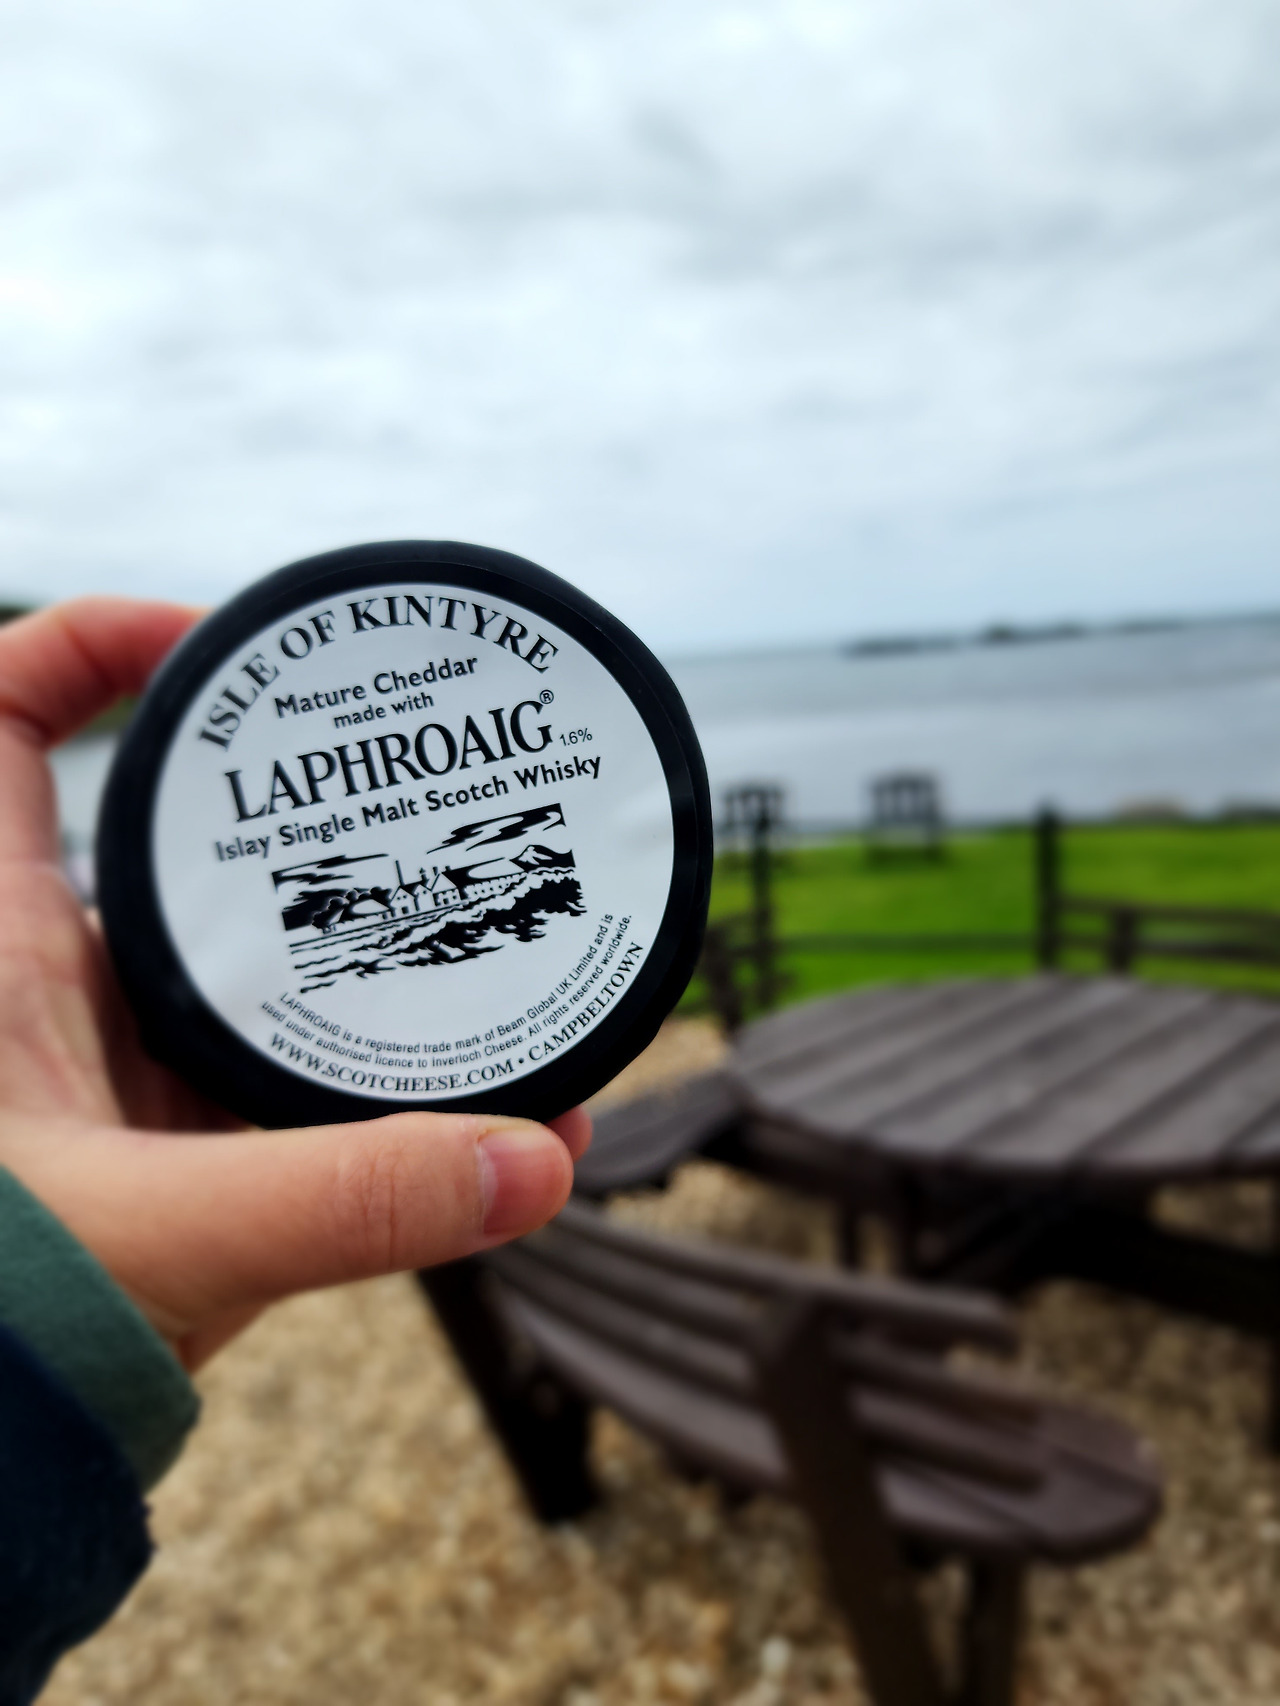 ISLE OF KINTYRE
Mature Cheddar
made with
LAPHROAIG® 1.6%
Islay Single Malt Scotch Whisky
LAPHROAIG is a registered trade mark of Beam Global UK Limited and is
used under authorised licence to Inverloch Cheese. All rights reserved worldwide.
WWW.SCOTCHEESE.COM • CAMPBELTOWN